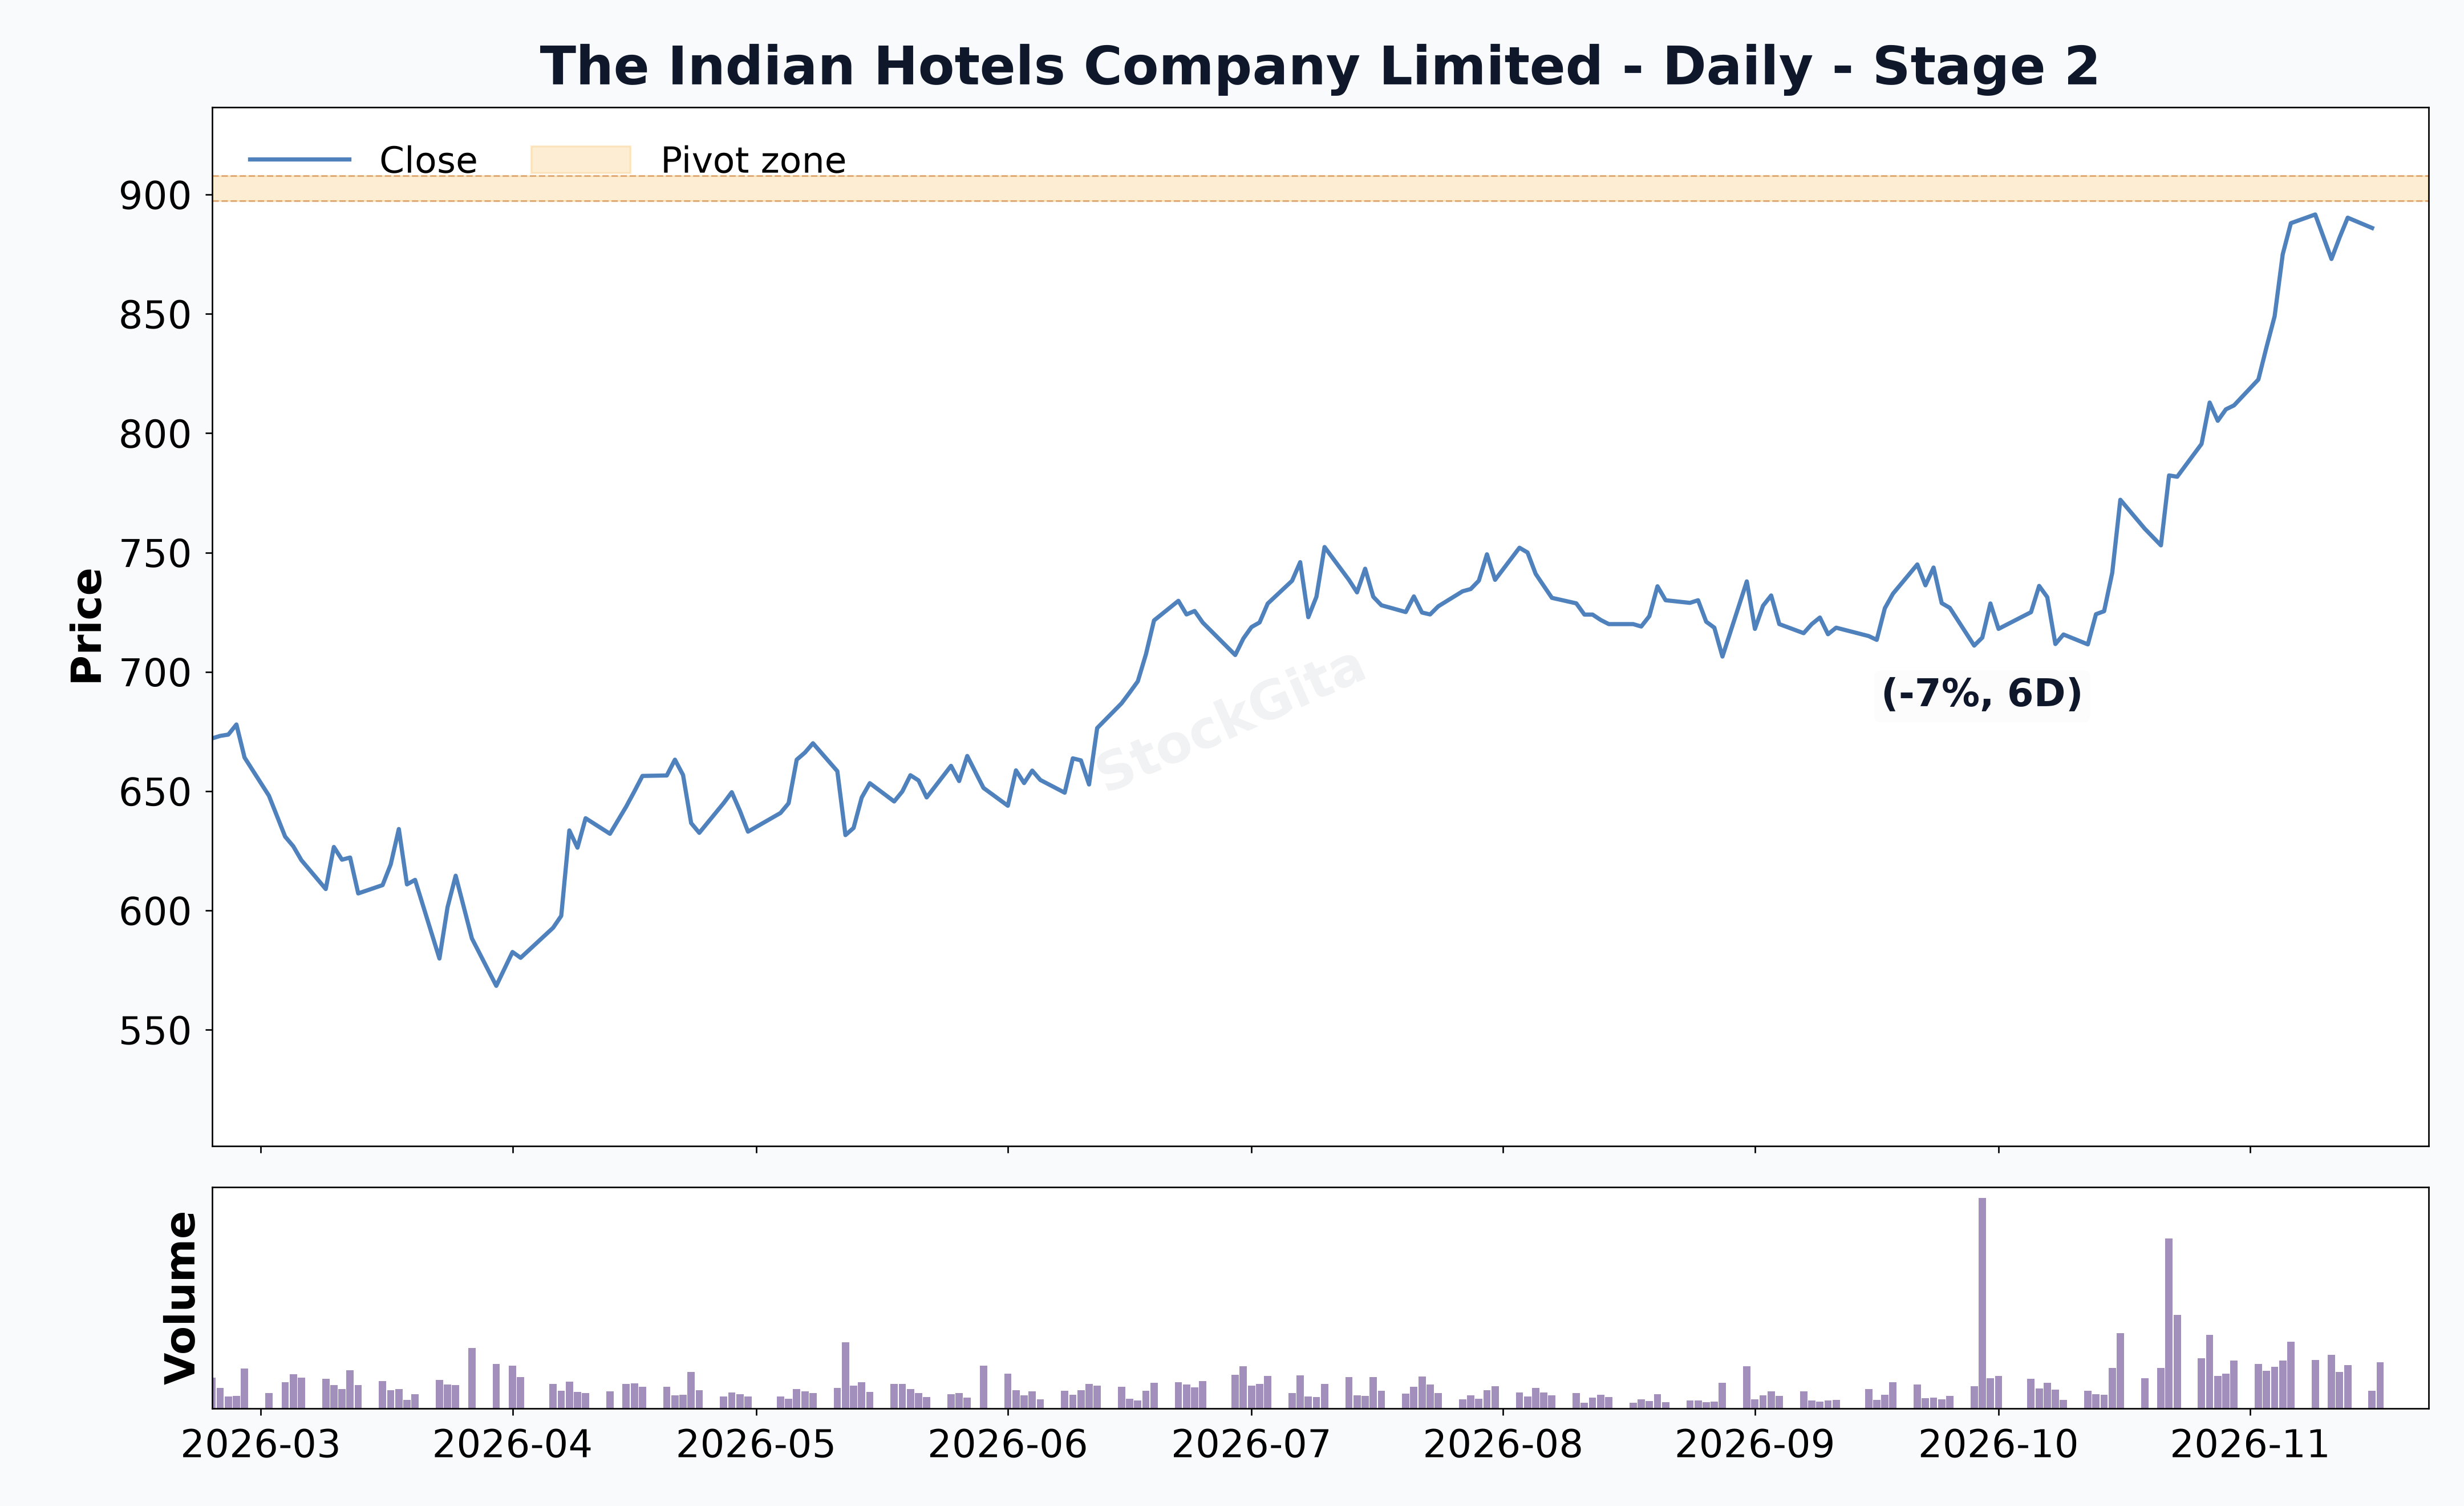 The Indian Hotels Company Limited - Daily - Stage 2
Close Pivot zone
900
850
800
750
700
650
600
550
Price
(-7%, 6D)
StockGita
Volume
2026-03 2026-04 2026-05 2026-06 2026-07 2026-08 2026-09 2026-10 2026-11